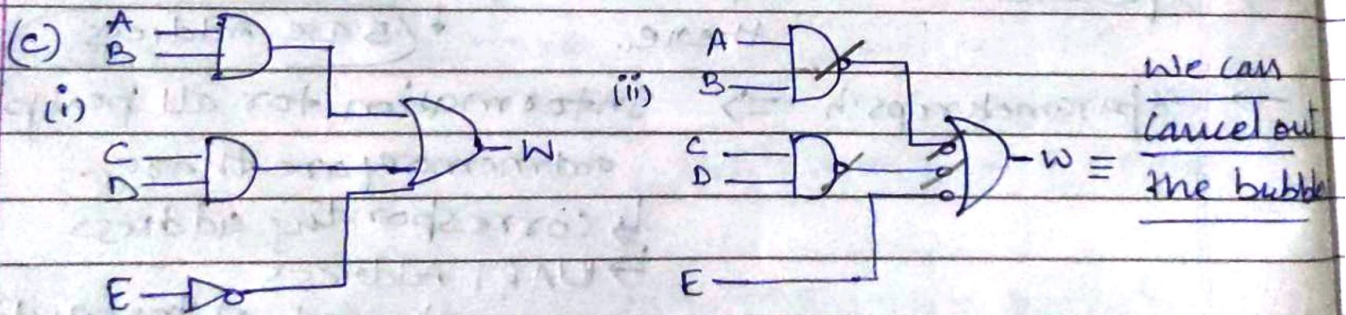 (c) A
B
(i)
C
D
E
W
(ii)
A
B
C
D
E
W ≡
We can
cancel out
the bubble